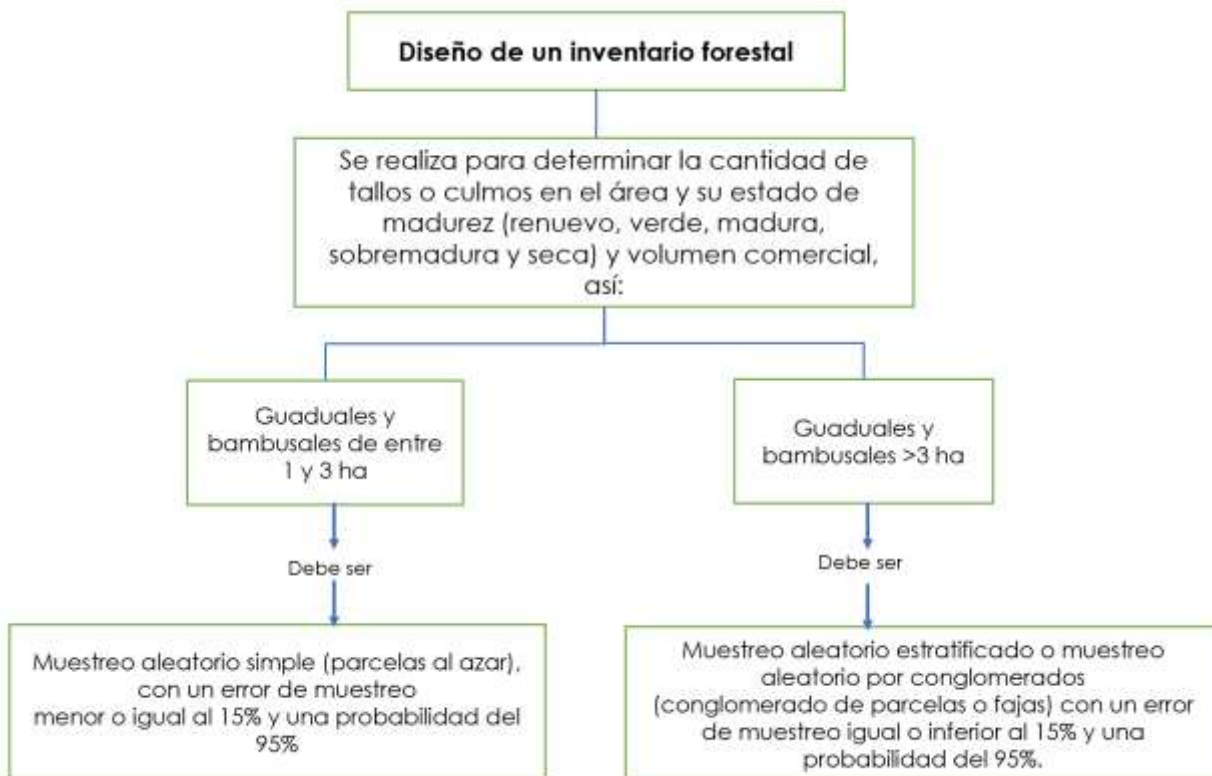 Diseño de un inventario forestal
Se realiza para determinar la cantidad de
tallos o culmos en el área y su estado de
madurez (renuevo, verde, madura,
sobremadura y seca) y volumen comercial,
así:
Guaduales y
bambusales de entre
1 y 3 ha
Guaduales y
bambusales >3 ha
Debe ser
Debe ser
Muestreo aleatorio simple (parcelas al azar),
con un error de muestreo
menor o igual al 15% y una probabilidad del
95%
Muestreo aleatorio estratificado o muestreo
aleatorio por conglomerados
(conglomerado de parcelas o fajas) con un error
de muestreo igual o inferior al 15% y una
probabilidad del 95%.